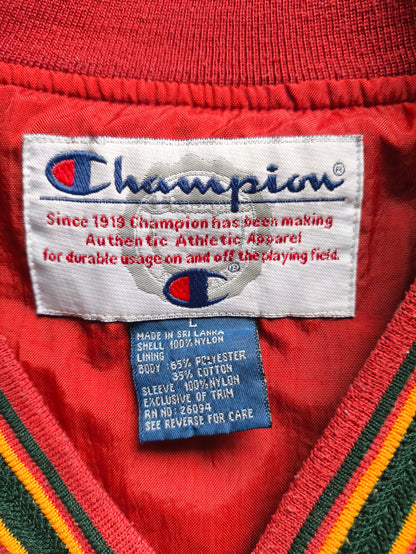 Champion®
Since 1919 Champion has been making
Authentic Athletic Apparel
for durable usage on and off the playing field.
®
L
MADE IN SRI LANKA
SHELL 100% NYLON
LINING
BODY : 65% POLYESTER
35% COTTON
SLEEVE 100% NYLON
EXCLUSIVE OF TRIM
RN NO: 26094
SEE REVERSE FOR CARE